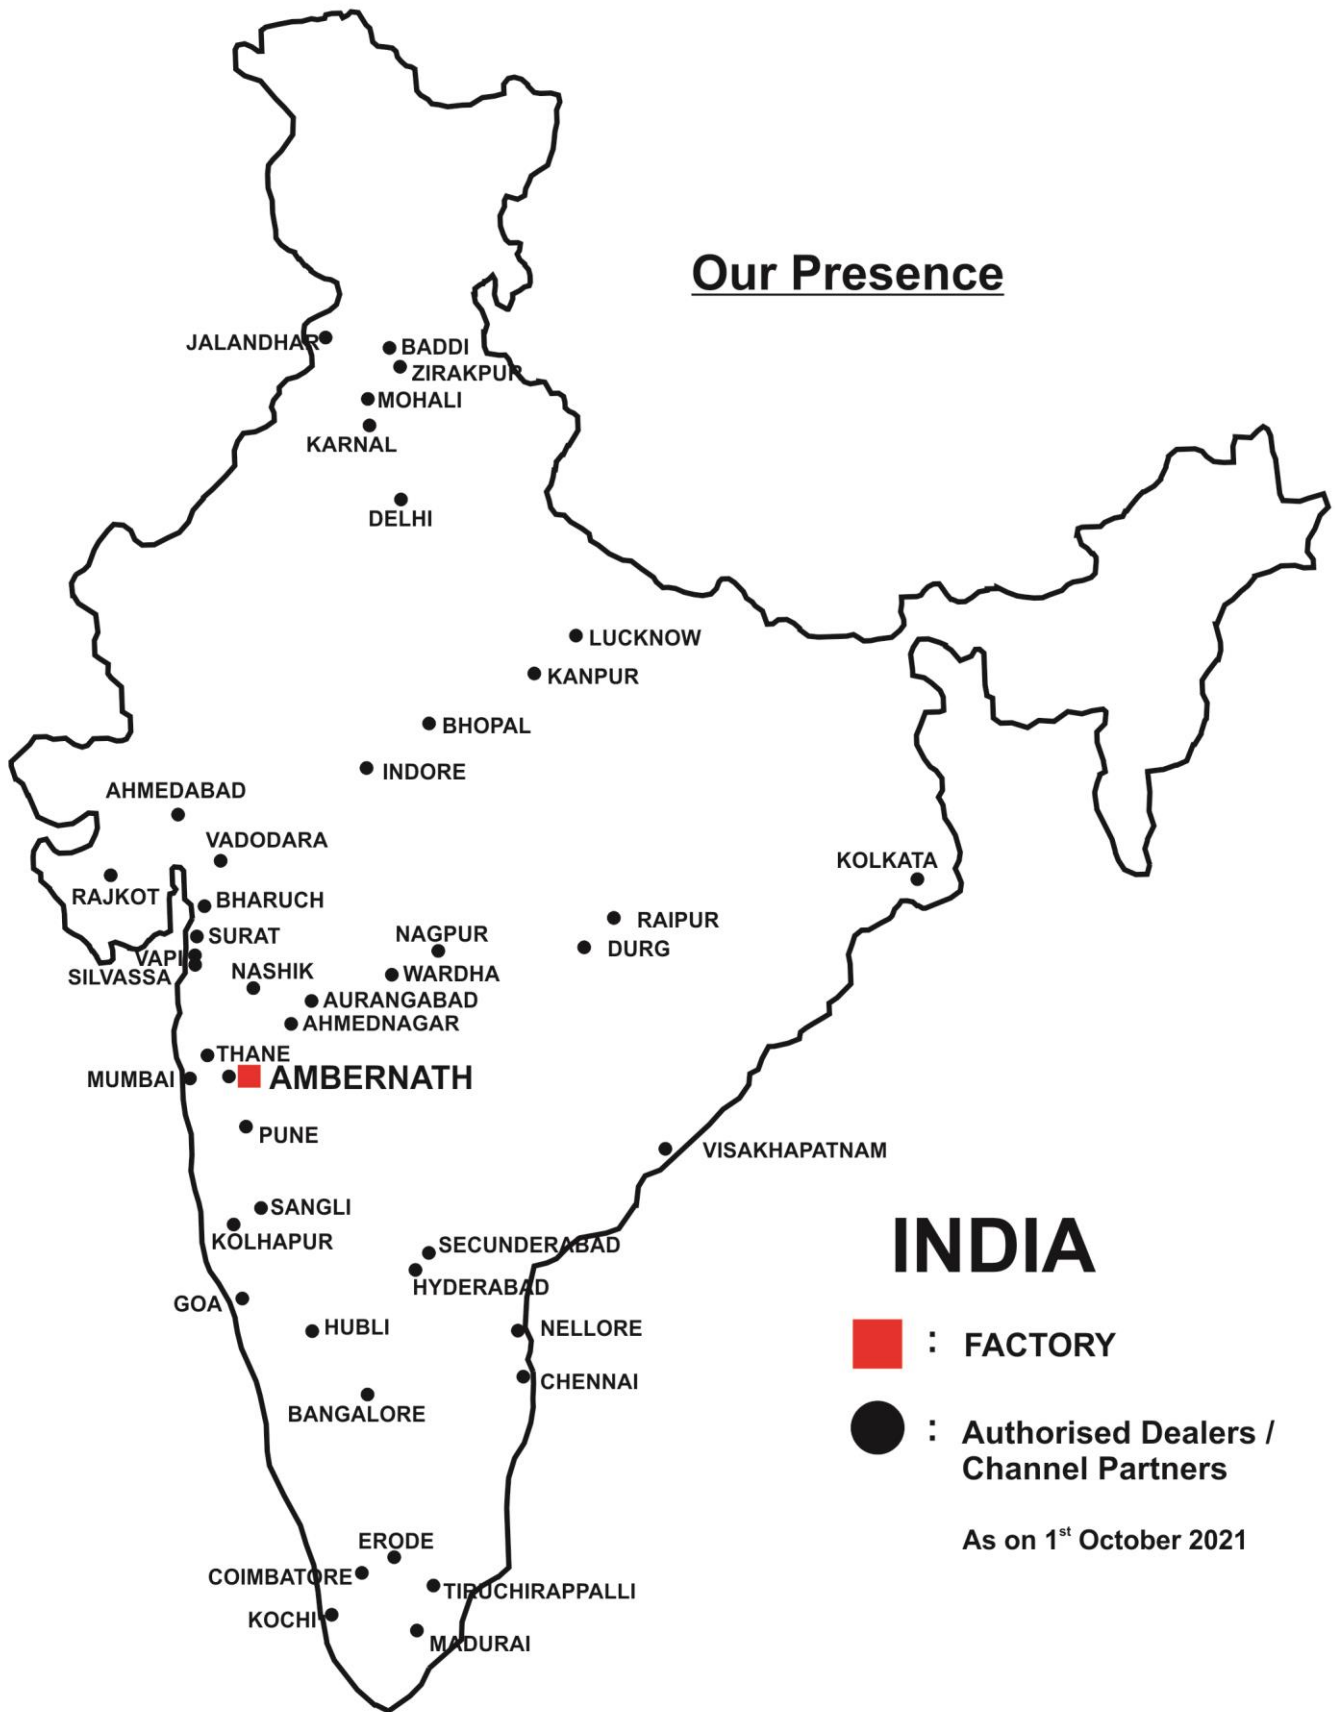 Our Presence
JALANDHAR
BADDI
ZIRAKPUR
MOHALI
KARNAL
DELHI
LUCKNOW
KANPUR
BHOPAL
INDORE
AHMEDABAD
VADODARA
KOLKATA
RAJKOT
BHARUCH
RAIPUR
SURAT
NAGPUR
DURG
VAPI
SILVASSA
NASHIK
WARDHA
AURANGABAD
AHMEDNAGAR
THANE
MUMBAI
AMBERNATH
PUNE
VISAKHAPATNAM
SANGLI
KOLHAPUR
SECUNDERABAD
HYDERABAD
GOA
HUBLI
NELLORE
CHENNAI
BANGALORE
ERODE
COIMBATORE
TIRUCHIRAPPALLI
KOCHI
MADURAI
INDIA
: FACTORY
: Authorised Dealers /
Channel Partners
As on 1st October 2021